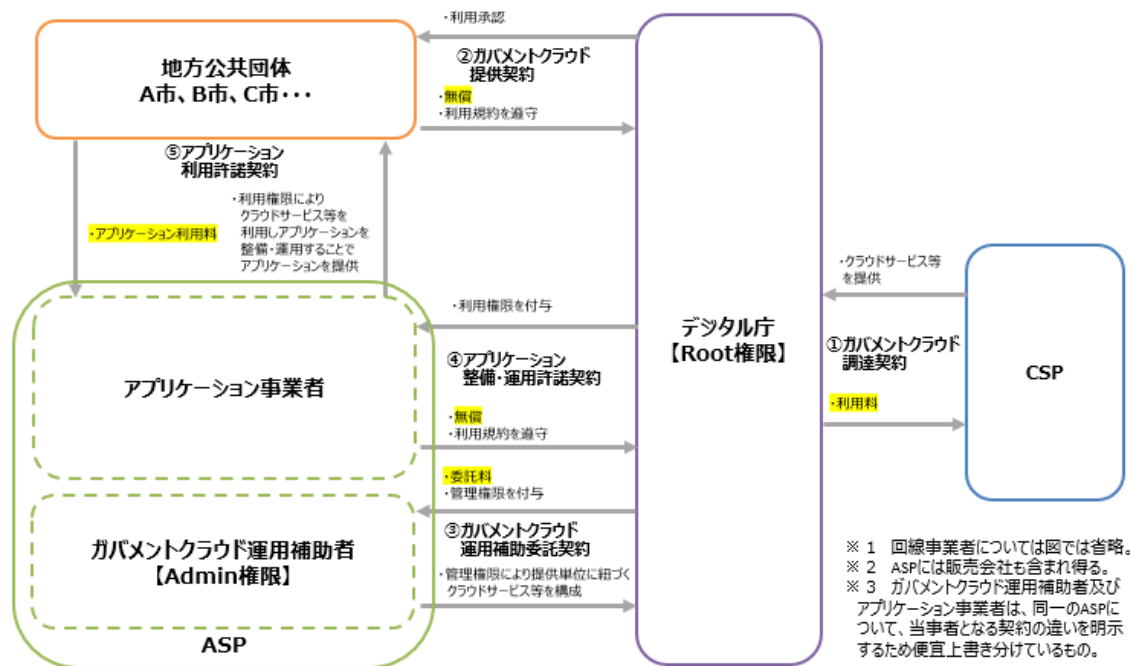 ・利用承認
地方公共団体
A市、B市、C市・・・
②ガバメントクラウド
提供契約
・無償
・利用規約を遵守
⑤アプリケーション
利用許諾契約
・アプリケーション利用料
・利用権限により
クラウドサービス等を
利用しアプリケーションを
整備・運用することで
アプリケーションを提供
・クラウドサービス等
を提供
・利用権限を付与
デジタル庁
【Root権限】
①ガバメントクラウド
調達契約
CSP
④アプリケーション
整備・運用許諾契約
アプリケーション事業者
・利用料
・無償
・利用規約を遵守
・委託料
・管理権限を付与
③ガバメントクラウド
運用補助委託契約
ガバメントクラウド運用補助者
【Admin権限】
・管理権限により提供単位に紐づく
クラウドサービス等を構成
ASP
※１　回線事業者については図では省略。
※２　ASPには販売会社も含まれ得る。
※３　ガバメントクラウド運用補助者及び
アプリケーション事業者は、同一のASPに
ついて、当事者となる契約の違いを明示
するため便宜上書き分けているもの。